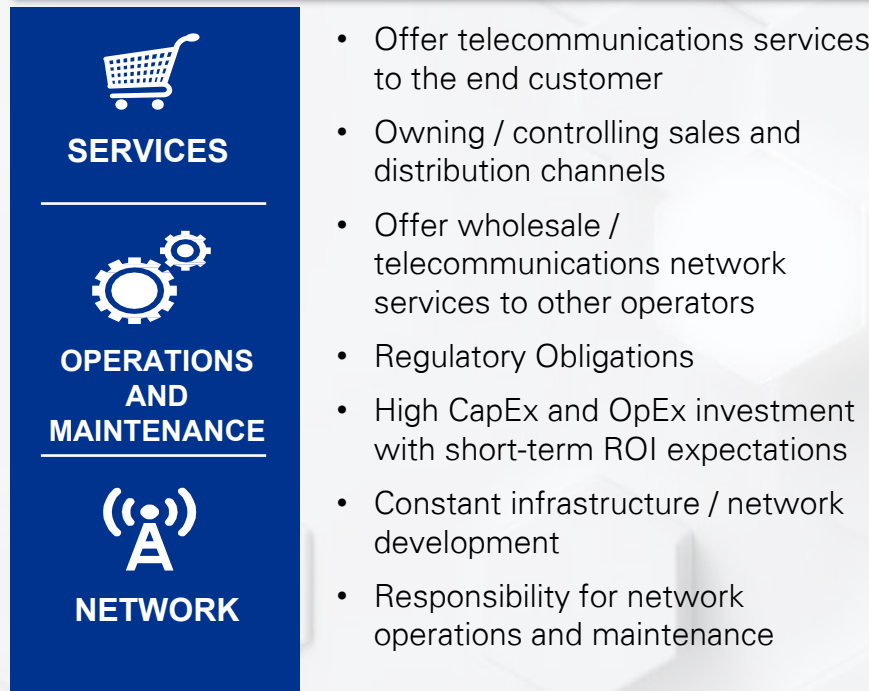 SERVICES
OPERATIONS
AND
MAINTENANCE
NETWORK
• Offer telecommunications services
to the end customer
• Owning / controlling sales and
distribution channels
• Offer wholesale /
telecommunications network
services to other operators
• Regulatory Obligations
• High CapEx and OpEx investment
with short-term ROI expectations
• Constant infrastructure / network
development
• Responsibility for network
operations and maintenance